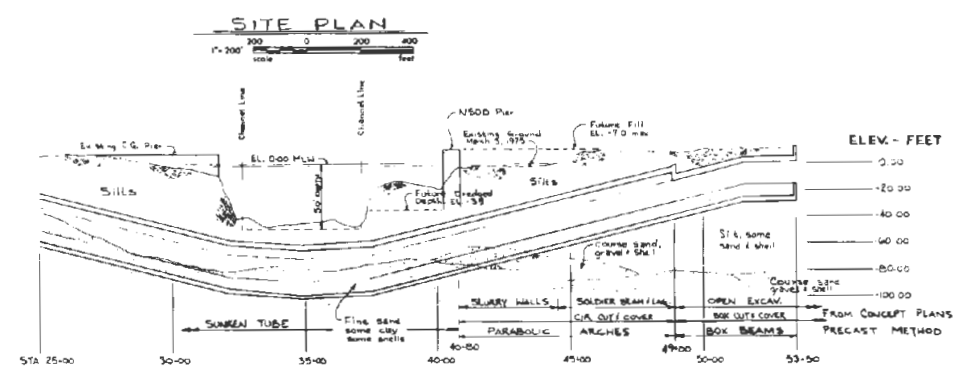 SITE PLAN
1"=200'
200 0 200 400
scale feet
Channel Line
Channel Line
NSOD Pier
Existing C.G. Pier
Existing Ground
March 3, 1975
Future Fill
EL. +7.0 max
ELEV.- FEET
EL. 0.00 MLW
0.00
Silts
Silts
-20.00
Future Dredged
Depth, EL -35
-40.00
Silt, some
sand & shell
-60.00
course sand,
gravel & shell
-80.00
Course sand
gravel & shell
-100.00
SLURRY WALLS
SOLDIER BEAM / LAG.
OPEN EXCAV.
CIR. CUT & COVER
BOX CUT & COVER
FROM CONCEPT PLANS
SUNKEN TUBE
Fine sand
some clay
some shells
PARABOLIC ARCHES
BOX BEAMS
PRECAST METHOD
STA 25+00
30+00
35+00
40+00
40+80
45+00
49+00
50+00
53+50